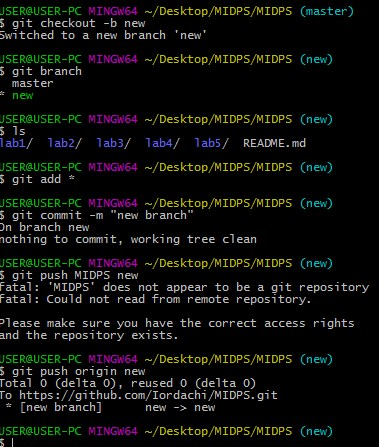 USER@USER-PC MINGW64 ~/Desktop/MIDPS/MIDPS (master)
$ git checkout -b new
Switched to a new branch 'new'
USER@USER-PC MINGW64 ~/Desktop/MIDPS/MIDPS (new)
$ git branch
master
* new
USER@USER-PC MINGW64 ~/Desktop/MIDPS/MIDPS (new)
$ ls
lab1/ lab2/ lab3/ lab4/ lab5/ README.md
USER@USER-PC MINGW64 ~/Desktop/MIDPS/MIDPS (new)
$ git add *
USER@USER-PC MINGW64 ~/Desktop/MIDPS/MIDPS (new)
$ git commit -m "new branch"
On branch new
nothing to commit, working tree clean
USER@USER-PC MINGW64 ~/Desktop/MIDPS/MIDPS (new)
$ git push MIDPS new
fatal: 'MIDPS' does not appear to be a git repository
fatal: Could not read from remote repository.
Please make sure you have the correct access rights
and the repository exists.
USER@USER-PC MINGW64 ~/Desktop/MIDPS/MIDPS (new)
$ git push origin new
Total 0 (delta 0), reused 0 (delta 0)
To https://github.com/Iordachi/MIDPS.git
* [new branch] new -> new
USER@USER-PC MINGW64 ~/Desktop/MIDPS/MIDPS (new)
$